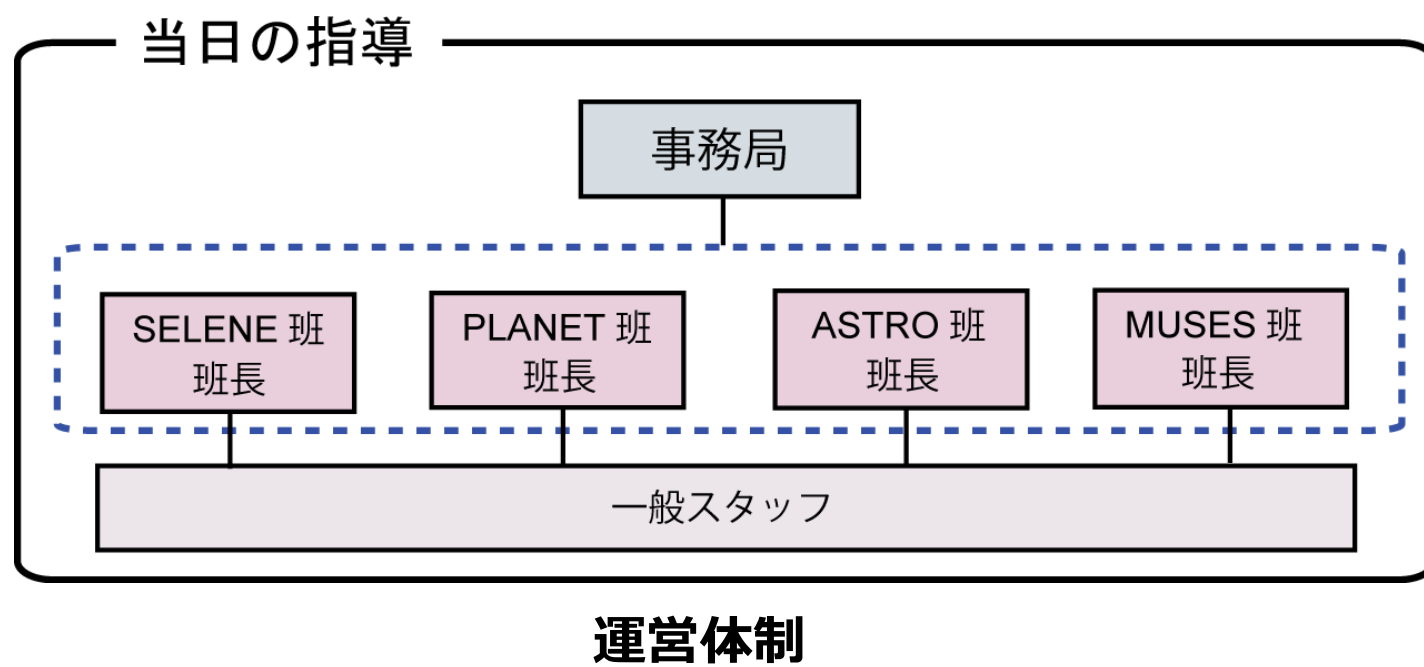 当日の指導
事務局
SELENE 班
班長
PLANET 班
班長
ASTRO 班
班長
MUSES 班
班長
一般スタッフ
運営体制